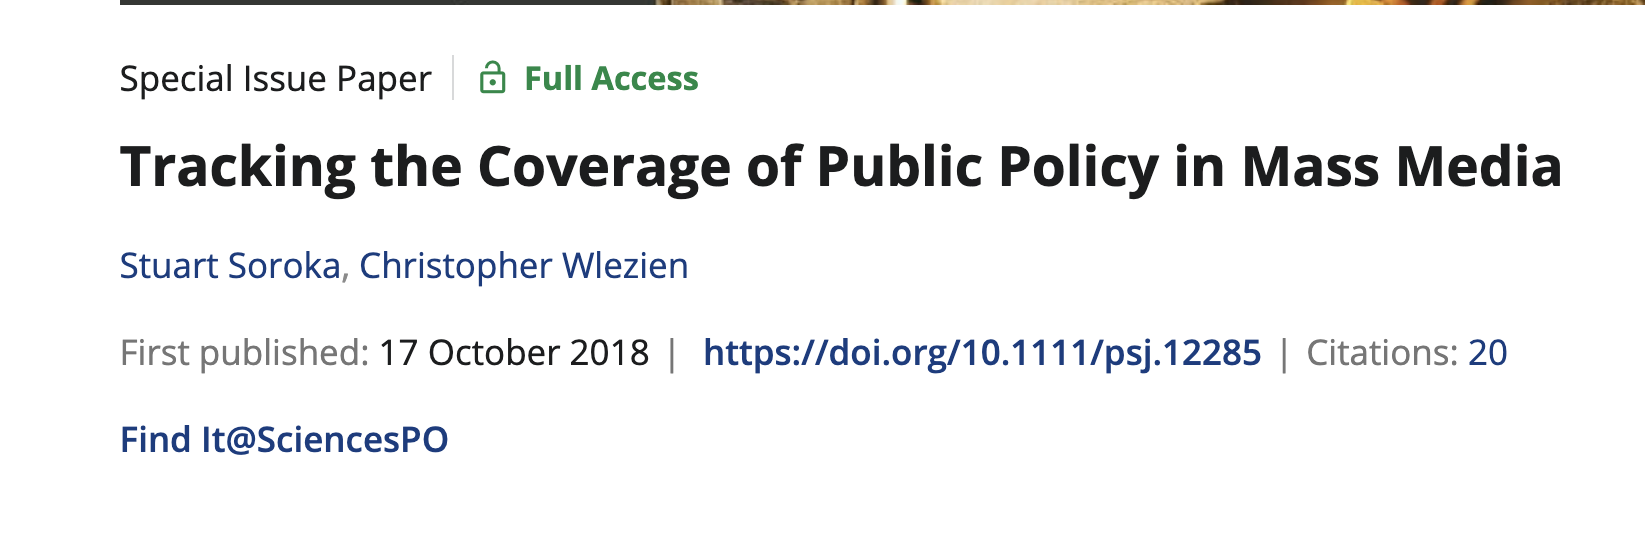 Special Issue Paper | Full Access
Tracking the Coverage of Public Policy in Mass Media
Stuart Soroka, Christopher Wlezien
First published: 17 October 2018 | https://doi.org/10.1111/psj.12285 | Citations: 20
Find It@SciencesPO